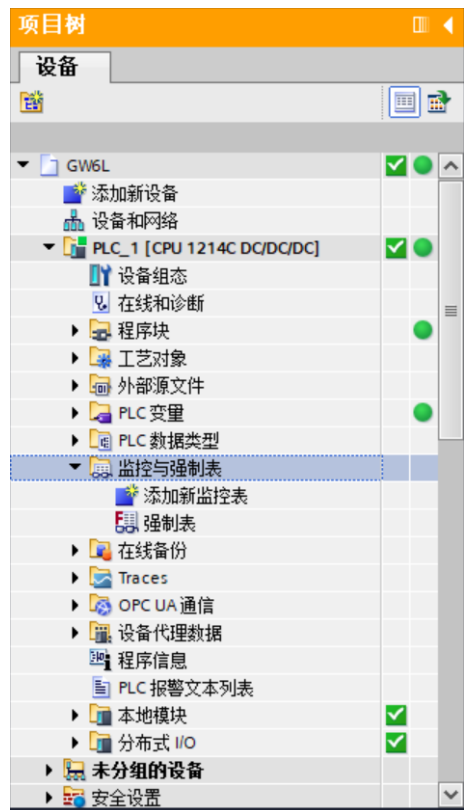 项目树
设备
GW6L
添加新设备
设备和网络
PLC_1 [CPU 1214C DC/DC/DC]
设备组态
在线和诊断
程序块
工艺对象
外部源文件
PLC 变量
PLC 数据类型
监控与强制表
添加新监控表
强制表
在线备份
Traces
OPC UA 通信
设备代理数据
程序信息
PLC 报警文本列表
本地模块
分布式 I/O
未分组的设备
安全设置